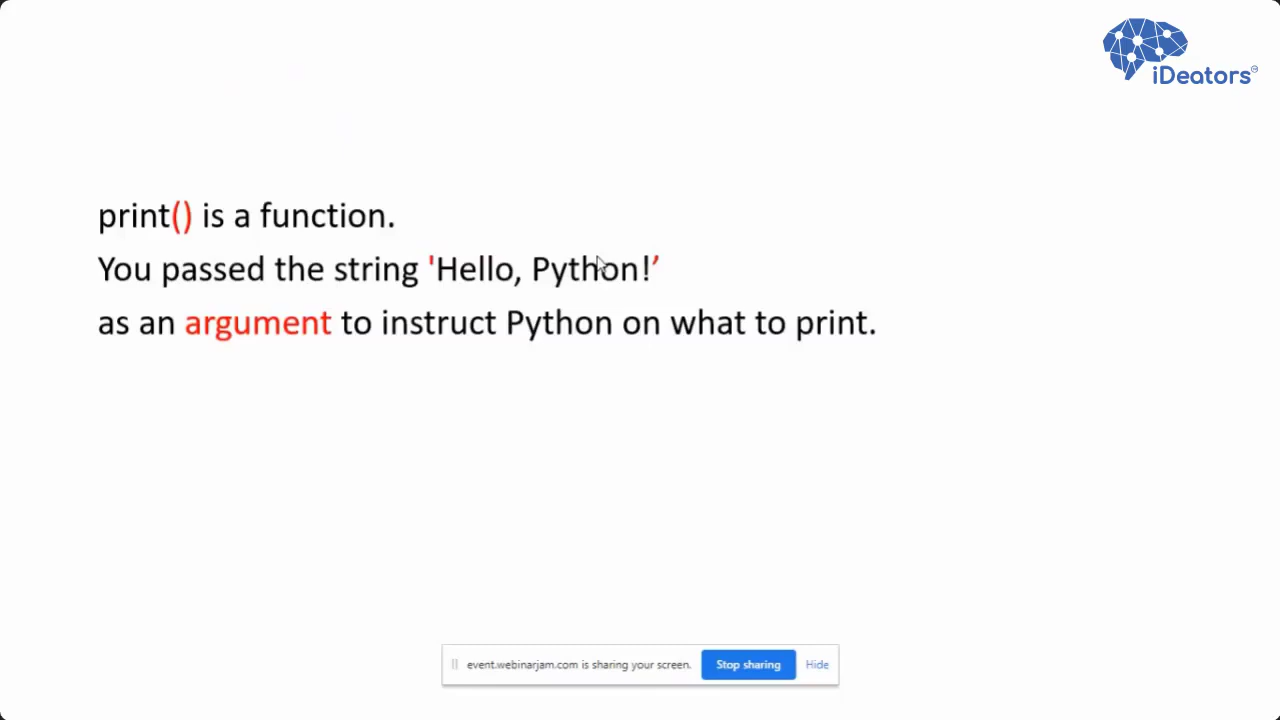 iDeators
print() is a function.
You passed the string 'Hello, Python!’
as an argument to instruct Python on what to print.
event.webinarjam.com is sharing your screen. Stop sharing Hide